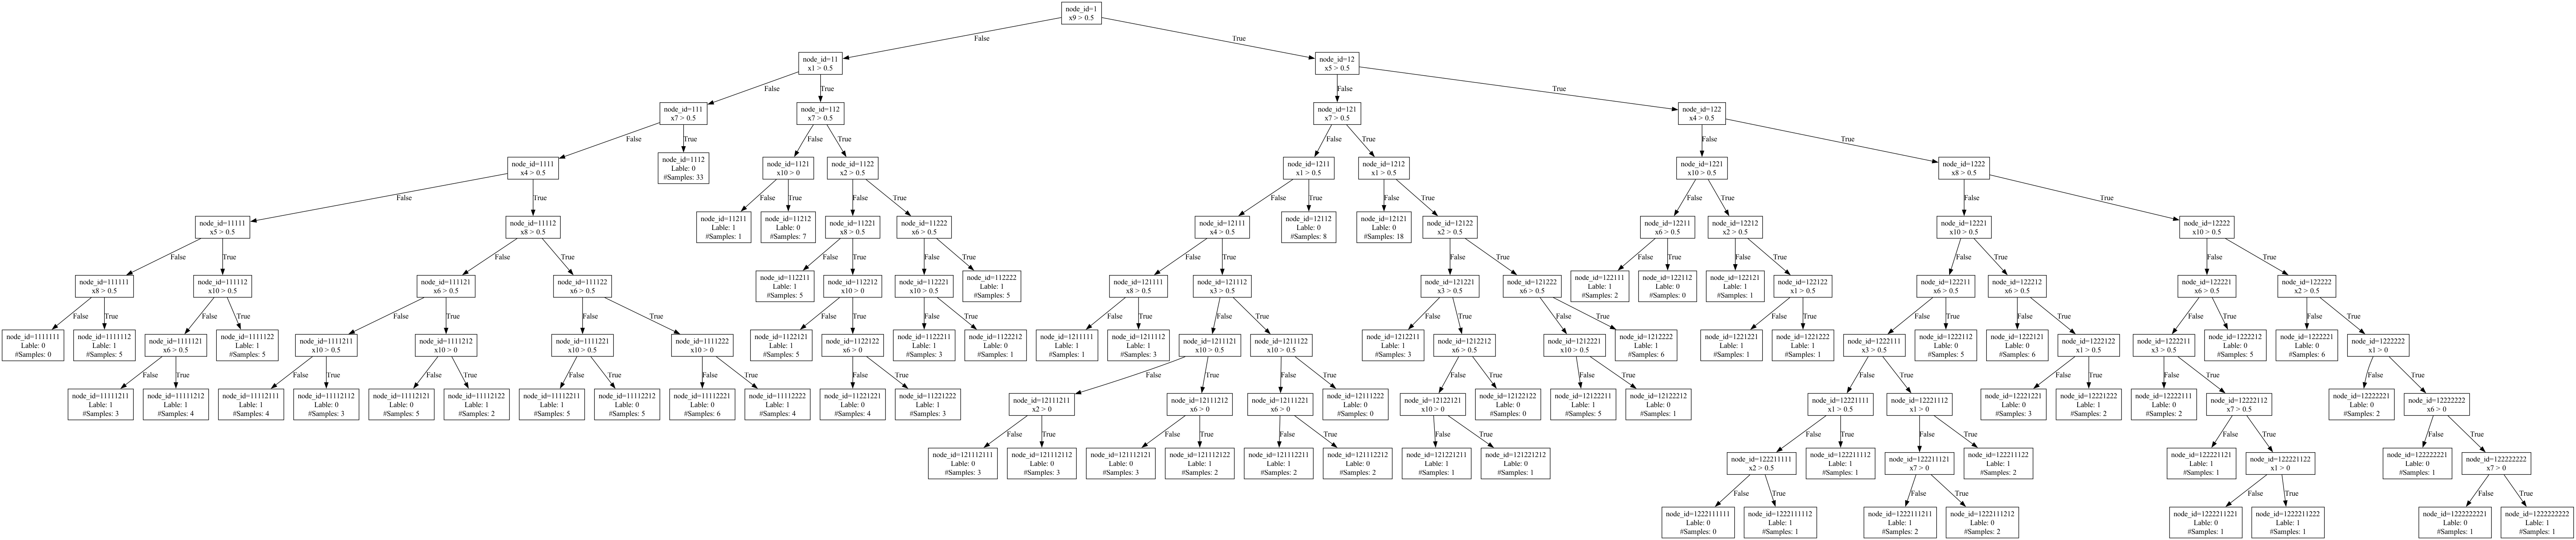 node_id=1
x9 > 0.5
False
True
node_id=11
x1 > 0.5
node_id=12
x5 > 0.5
False
True
False
True
node_id=111
x7 > 0.5
node_id=112
x7 > 0.5
node_id=121
x7 > 0.5
node_id=122
x4 > 0.5
False
True
False
True
False
True
False
True
node_id=1111
x4 > 0.5
node_id=1112
Lable: 0
#Samples: 33
node_id=1121
x10 > 0
node_id=1122
x2 > 0.5
node_id=1211
x1 > 0.5
node_id=1212
x1 > 0.5
node_id=1221
x10 > 0.5
node_id=1222
x8 > 0.5
False
True
False
True
False
True
False
True
False
True
False
True
False
True
node_id=11111
x5 > 0.5
node_id=11112
x8 > 0.5
node_id=11211
Lable: 1
#Samples: 1
node_id=11212
Lable: 0
#Samples: 7
node_id=11221
x8 > 0.5
node_id=11222
x6 > 0.5
node_id=12111
x4 > 0.5
node_id=12112
Lable: 0
#Samples: 8
node_id=12121
Lable: 0
#Samples: 18
node_id=12122
x2 > 0.5
node_id=12211
x6 > 0.5
node_id=12212
x2 > 0.5
node_id=12221
x10 > 0.5
node_id=12222
x10 > 0.5
False
True
False
True
False
True
False
True
False
True
False
True
False
True
False
True
False
True
False
True
node_id=111111
x8 > 0.5
node_id=111112
x10 > 0.5
node_id=111121
x6 > 0.5
node_id=111122
x6 > 0.5
node_id=112211
Lable: 1
#Samples: 5
node_id=112212
x10 > 0
node_id=112221
x10 > 0.5
node_id=112222
Lable: 1
#Samples: 5
node_id=121111
x8 > 0.5
node_id=121112
x3 > 0.5
node_id=121221
x3 > 0.5
node_id=121222
x6 > 0.5
node_id=122111
Lable: 1
#Samples: 2
node_id=122112
Lable: 0
#Samples: 0
node_id=122121
Lable: 1
#Samples: 1
node_id=122122
x1 > 0.5
node_id=122211
x6 > 0.5
node_id=122212
x6 > 0.5
node_id=122221
x6 > 0.5
node_id=122222
x2 > 0.5
False
True
False
True
False
True
False
True
False
True
False
True
False
True
False
True
False
True
False
True
False
True
False
True
False
True
False
True
False
True
node_id=1111111
Lable: 0
#Samples: 0
node_id=1111112
Lable: 1
#Samples: 5
node_id=1111121
x6 > 0.5
node_id=1111122
Lable: 1
#Samples: 5
node_id=1111211
x10 > 0.5
node_id=1111212
x10 > 0
node_id=1111221
x10 > 0.5
node_id=1111222
x10 > 0
node_id=1122121
Lable: 1
#Samples: 5
node_id=1122122
x6 > 0
node_id=1122211
Lable: 1
#Samples: 3
node_id=1122212
Lable: 0
#Samples: 1
node_id=1211111
Lable: 1
#Samples: 1
node_id=1211112
Lable: 1
#Samples: 3
node_id=1211121
x10 > 0.5
node_id=1211122
x10 > 0.5
node_id=1212211
Lable: 1
#Samples: 3
node_id=1212212
x6 > 0.5
node_id=1212221
x10 > 0.5
node_id=1212222
Lable: 1
#Samples: 6
node_id=1221221
Lable: 1
#Samples: 1
node_id=1221222
Lable: 1
#Samples: 1
node_id=1222111
x3 > 0.5
node_id=1222112
Lable: 0
#Samples: 5
node_id=1222121
Lable: 0
#Samples: 6
node_id=1222122
x1 > 0.5
node_id=1222211
x3 > 0.5
node_id=1222212
Lable: 0
#Samples: 5
node_id=1222221
Lable: 0
#Samples: 6
node_id=1222222
x1 > 0
False
True
False
True
False
True
False
True
False
True
False
True
False
True
False
True
False
True
False
True
False
True
False
True
False
True
False
True
node_id=11111211
Lable: 1
#Samples: 3
node_id=11111212
Lable: 1
#Samples: 4
node_id=11112111
Lable: 1
#Samples: 4
node_id=11112112
Lable: 0
#Samples: 3
node_id=11112121
Lable: 0
#Samples: 5
node_id=11112122
Lable: 1
#Samples: 2
node_id=11112211
Lable: 1
#Samples: 5
node_id=11112212
Lable: 0
#Samples: 5
node_id=11112221
Lable: 0
#Samples: 6
node_id=11112222
Lable: 1
#Samples: 4
node_id=11221221
Lable: 0
#Samples: 4
node_id=11221222
Lable: 1
#Samples: 3
node_id=12111211
x2 > 0
node_id=12111212
x6 > 0
node_id=12111221
x6 > 0
node_id=12111222
Lable: 0
#Samples: 0
node_id=12122121
x10 > 0
node_id=12122122
Lable: 0
#Samples: 0
node_id=12122211
Lable: 1
#Samples: 5
node_id=12122212
Lable: 0
#Samples: 1
node_id=12221111
x1 > 0.5
node_id=12221112
x1 > 0
node_id=12221221
Lable: 0
#Samples: 3
node_id=12221222
Lable: 1
#Samples: 2
node_id=12222111
Lable: 0
#Samples: 2
node_id=12222112
x7 > 0.5
node_id=12222221
Lable: 0
#Samples: 2
node_id=12222222
x6 > 0
False
True
False
True
False
True
False
True
False
True
False
True
False
True
False
True
node_id=121112111
Lable: 0
#Samples: 3
node_id=121112112
Lable: 0
#Samples: 3
node_id=121112121
Lable: 0
#Samples: 3
node_id=121112122
Lable: 1
#Samples: 2
node_id=121112211
Lable: 1
#Samples: 2
node_id=121112212
Lable: 0
#Samples: 2
node_id=121221211
Lable: 1
#Samples: 1
node_id=121221212
Lable: 0
#Samples: 1
node_id=122211111
x2 > 0.5
node_id=122211112
Lable: 1
#Samples: 1
node_id=122211121
x7 > 0
node_id=122211122
Lable: 1
#Samples: 2
node_id=122221121
Lable: 1
#Samples: 1
node_id=122221122
x1 > 0
node_id=122222221
Lable: 0
#Samples: 1
node_id=122222222
x7 > 0
False
True
False
True
False
True
False
True
node_id=1222111111
Lable: 0
#Samples: 0
node_id=1222111112
Lable: 1
#Samples: 1
node_id=1222111211
Lable: 1
#Samples: 2
node_id=1222111212
Lable: 0
#Samples: 2
node_id=1222211221
Lable: 0
#Samples: 1
node_id=1222211222
Lable: 1
#Samples: 1
node_id=1222222221
Lable: 0
#Samples: 1
node_id=1222222222
Lable: 1
#Samples: 1